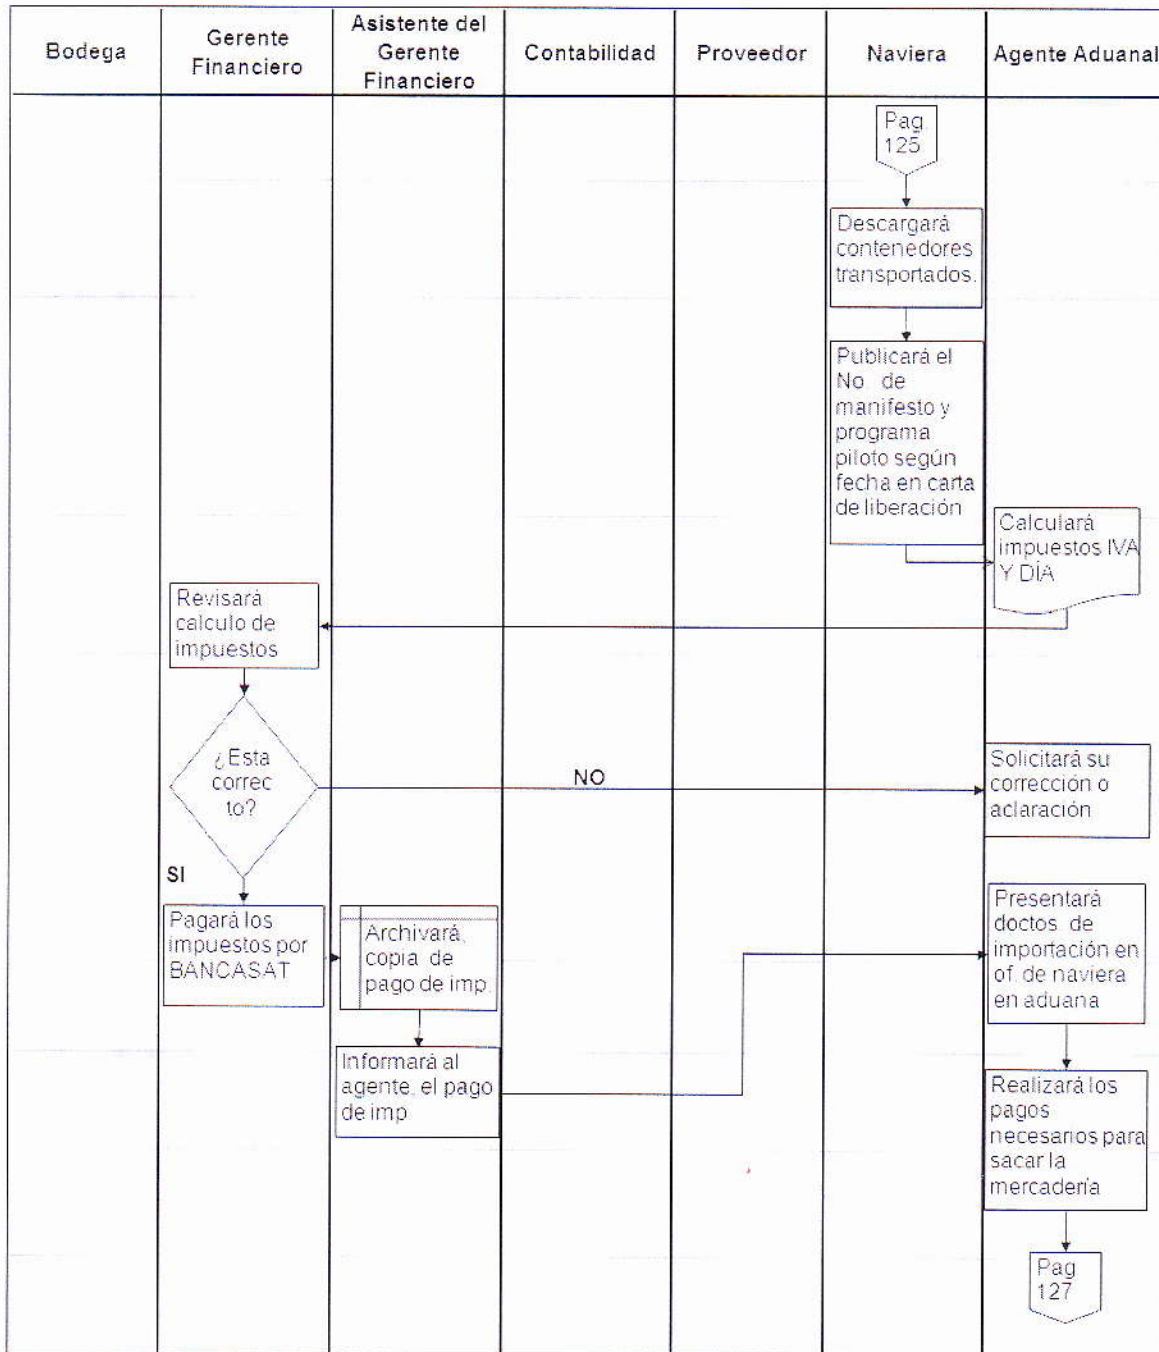 Bodega
Gerente
Financiero
Asistente del
Gerente
Financiero
Contabilidad
Proveedor
Naviera
Agente Aduanal
Pag.
125
Descargará
contenedores
transportados.
Publicará el
No. de
manifesto y
programa
piloto según
fecha en carta
de liberación
Calculará
impuestos IVA
Y DÍA
Revisará
calculo de
impuestos
¿Esta
correc
to?
NO
Solicitará su
corrección o
aclaración
SI
Pagará los
impuestos por
BANCASAT
Archivará,
copia de
pago de imp.
Presentará
doctos. de
importación en
of. de naviera
en aduana
Informará al
agente, el pago
de imp.
Realizará los
pagos
necesarios para
sacar la
mercadería
Pag
127